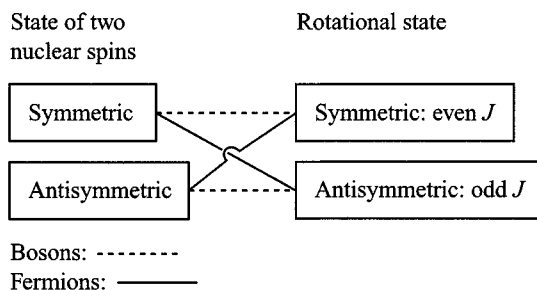 State of two
nuclear spins
Rotational state
Symmetric
Symmetric: even J
Antisymmetric
Antisymmetric: odd J
Bosons:
Fermions: